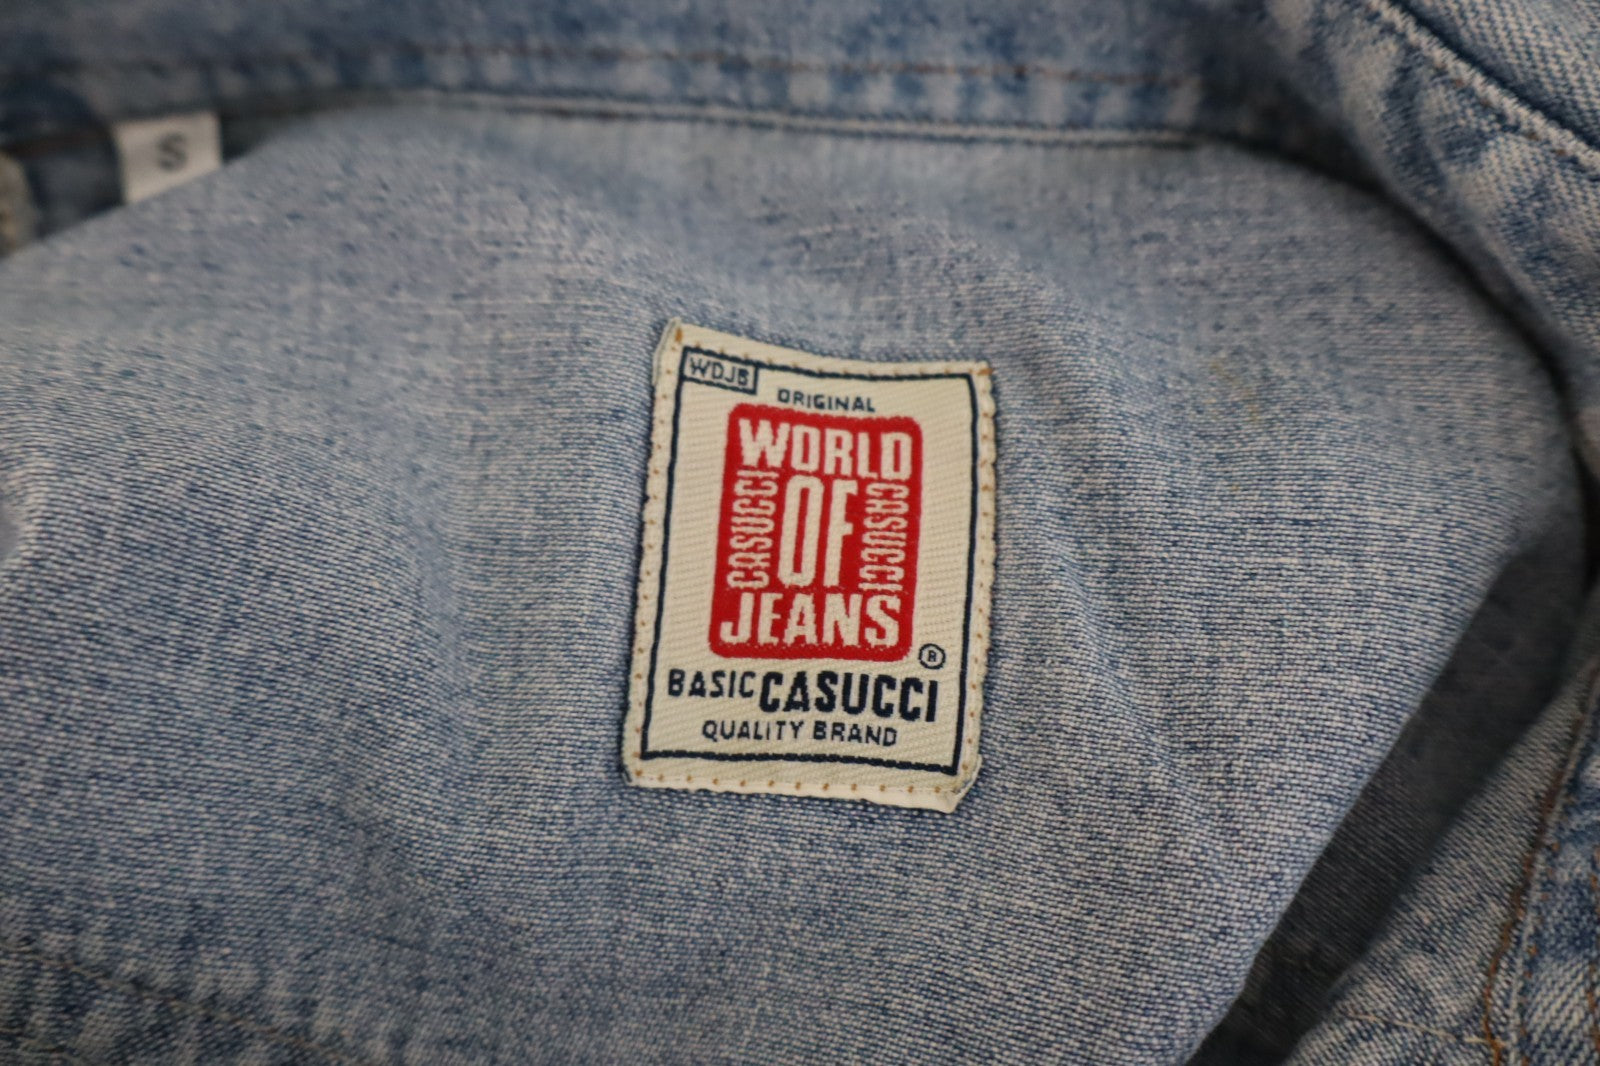 S
WDJB
ORIGINAL
WORLD
OF
JEANS
CASUCCI
CASUCCI
®
BASIC CASUCCI
QUALITY BRAND